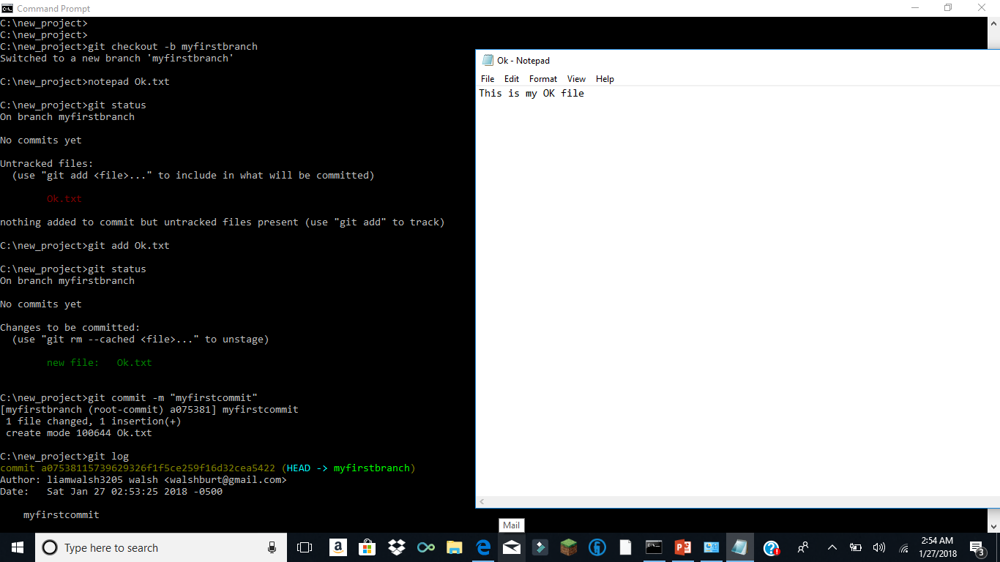 Command Prompt
C:\new_project>
C:\new_project>
C:\new_project>git checkout -b myfirstbranch
Switched to a new branch 'myfirstbranch'
C:\new_project>notepad Ok.txt
C:\new_project>git status
On branch myfirstbranch
No commits yet
Untracked files:
  (use "git add <file>..." to include in what will be committed)
        Ok.txt
nothing added to commit but untracked files present (use "git add" to track)
C:\new_project>git add Ok.txt
C:\new_project>git status
On branch myfirstbranch
No commits yet
Changes to be committed:
  (use "git rm --cached <file>..." to unstage)
        new file:   Ok.txt
C:\new_project>git commit -m "myfirstcommit"
[myfirstbranch (root-commit) a075381] myfirstcommit
 1 file changed, 1 insertion(+)
 create mode 100644 Ok.txt
C:\new_project>git log
commit a07538115739629326f1f5ce259f16d32cea5422 (HEAD -> myfirstbranch)
Author: liamwalsh3205 walsh <walshburt@gmail.com>
Date:   Sat Jan 27 02:53:25 2018 -0500
    myfirstcommit
Ok - Notepad
File Edit Format View Help
This is my OK file
Mail
Type here to search
2:54 AM
1/27/2018
3